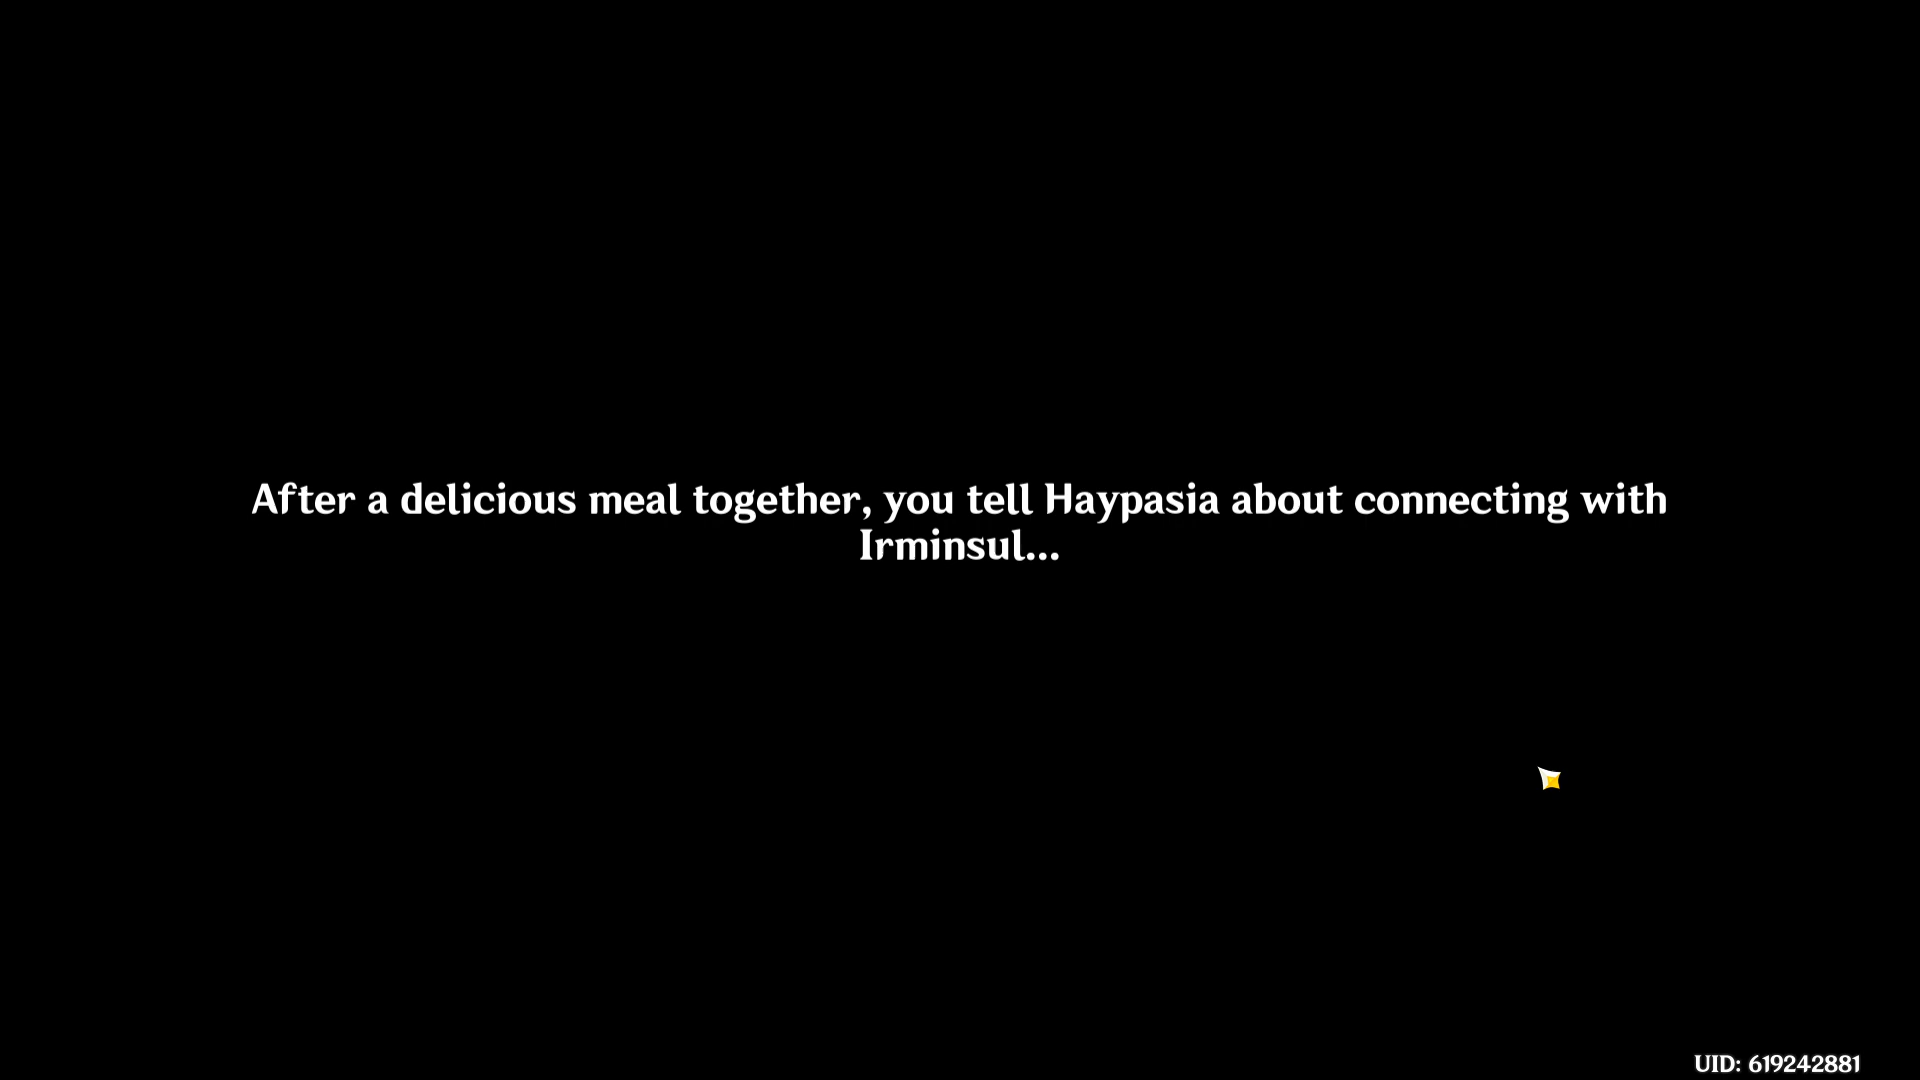 After a delicious meal together, you tell Haypasia about connecting with
Irminsul...
UID: 619242881